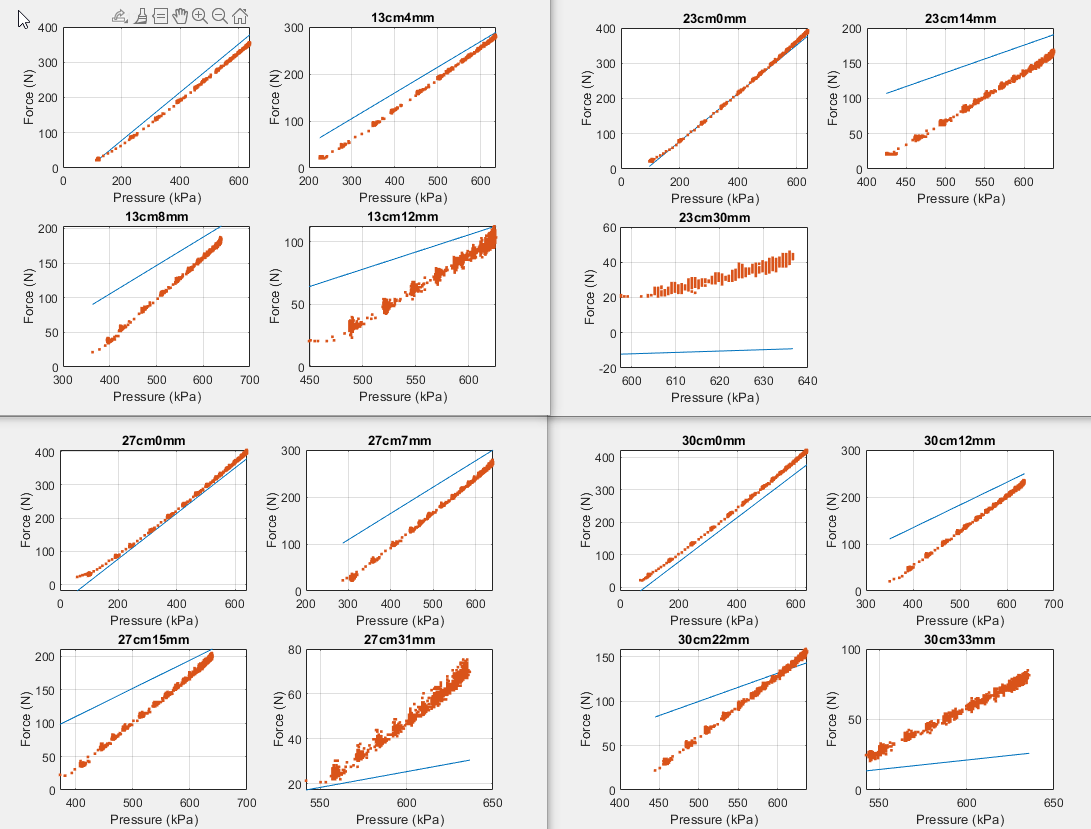 13cm4mm
400
300
200
100
0
Force (N)
0
200
400
600
Pressure (kPa)
300
200
100
0
Force (N)
200
300
400
500
600
Pressure (kPa)
13cm8mm
200
150
100
50
0
Force (N)
300
400
500
600
700
Pressure (kPa)
13cm12mm
100
50
0
Force (N)
450
500
550
600
Pressure (kPa)
23cm0mm
400
300
200
100
0
Force (N)
0
200
400
600
Pressure (kPa)
23cm14mm
200
150
100
50
0
Force (N)
400
450
500
550
600
Pressure (kPa)
23cm30mm
60
40
20
0
-20
Force (N)
600
610
620
630
640
Pressure (kPa)
27cm0mm
400
300
200
100
0
Force (N)
0
200
400
600
Pressure (kPa)
27cm7mm
300
200
100
0
Force (N)
200
300
400
500
600
Pressure (kPa)
27cm15mm
200
150
100
50
0
Force (N)
400
500
600
700
Pressure (kPa)
27cm31mm
80
60
40
20
Force (N)
550
600
650
Pressure (kPa)
30cm0mm
400
300
200
100
0
Force (N)
0
200
400
600
Pressure (kPa)
30cm12mm
300
200
100
0
Force (N)
300
400
500
600
700
Pressure (kPa)
30cm22mm
150
100
50
0
Force (N)
400
450
500
550
600
Pressure (kPa)
30cm33mm
100
50
0
Force (N)
550
600
650
Pressure (kPa)